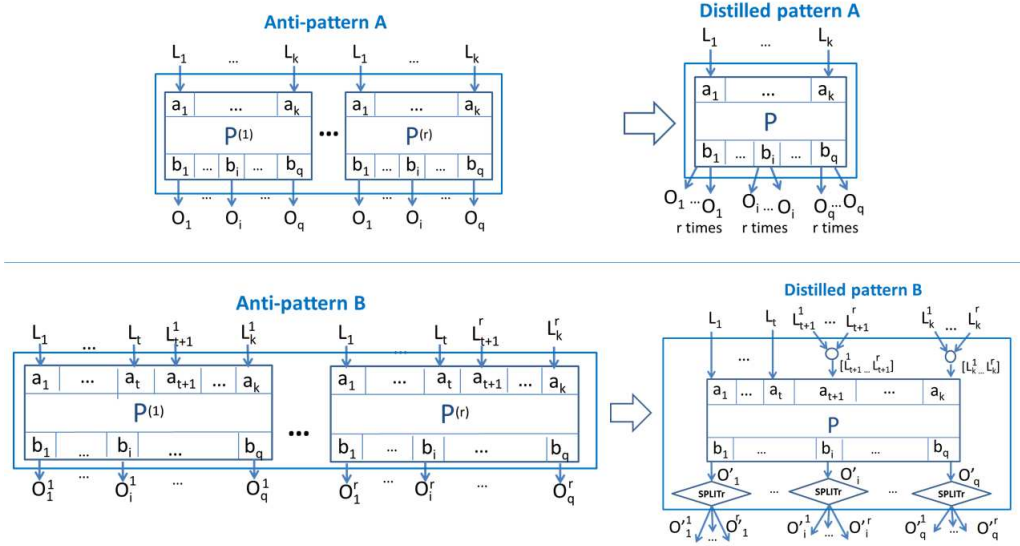 Anti-pattern A
L1 ... Lk L1 ... Lk
a1 ... ak ... a1 ... ak
P(1) P(r)
b1 ... bi ... bq b1 ... bi ... bq
... ... ... ...
O1 Oi Oq O1 Oi Oq
Distilled pattern A
L1 ... Lk
a1 ... ak
P
b1 ... bi ... bq
O1 ... O1 Oi ... Oi Oq ... Oq
r times r times r times
Anti-pattern B
L1 ... Lt L1t+1 L1k L1 ... Lt Lrt+1 Lrk
a1 ... at at+1 ... ak a1 ... at at+1 ... ak
P(1) ... P(r)
b1 ... bi ... bq b1 ... bi ... bq
O11 ... O1i ... O1q Or1 ... Ori ... Orq
Distilled pattern B
L1 Lt L1t+1 ... Lrt+1 L1k ... Lrk
... [L1t+1 ... Lrt+1] [L1k ... Lrk]
a1 ... at at+1 ... ak
P
b1 ... bi ... bq
O'1 O'i O'q
SPLITr ... SPLITr ... SPLITr
O'11 ... O'r1 O'1i ... O'ri O'1q ... O'rq